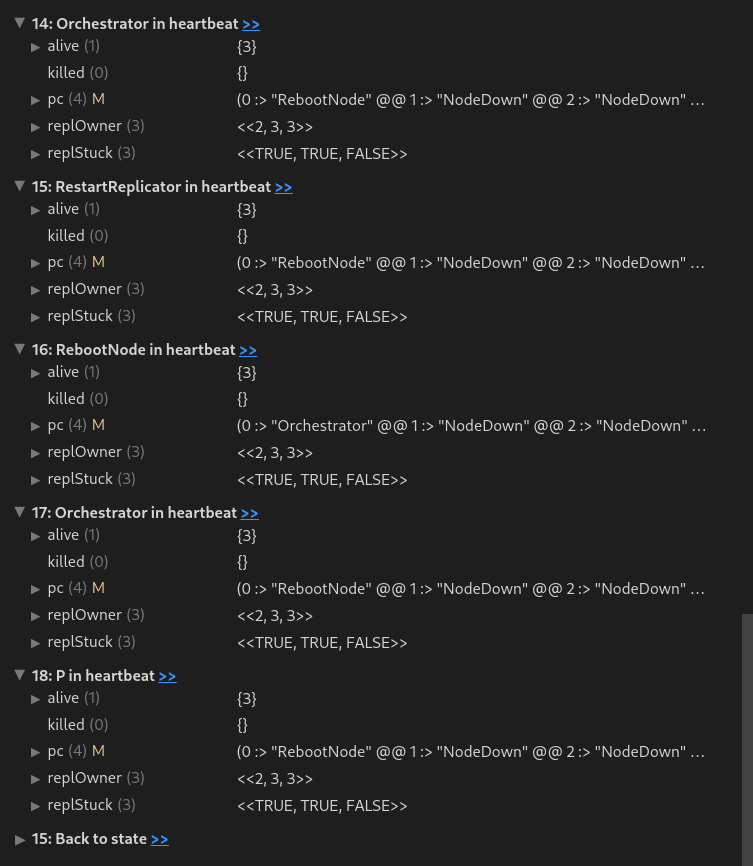 14: Orchestrator in heartbeat >>
alive (1) {3}
killed (0) {}
pc (4) M (0 :> "RebootNode" @@ 1 :> "NodeDown" @@ 2 :> "NodeDown" …
replOwner (3) <<2, 3, 3>>
replStuck (3) <<TRUE, TRUE, FALSE>>
15: RestartReplicator in heartbeat >>
alive (1) {3}
killed (0) {}
pc (4) M (0 :> "RebootNode" @@ 1 :> "NodeDown" @@ 2 :> "NodeDown" …
replOwner (3) <<2, 3, 3>>
replStuck (3) <<TRUE, TRUE, FALSE>>
16: RebootNode in heartbeat >>
alive (1) {3}
killed (0) {}
pc (4) M (0 :> "Orchestrator" @@ 1 :> "NodeDown" @@ 2 :> "NodeDown" …
replOwner (3) <<2, 3, 3>>
replStuck (3) <<TRUE, TRUE, FALSE>>
17: Orchestrator in heartbeat >>
alive (1) {3}
killed (0) {}
pc (4) M (0 :> "RebootNode" @@ 1 :> "NodeDown" @@ 2 :> "NodeDown" …
replOwner (3) <<2, 3, 3>>
replStuck (3) <<TRUE, TRUE, FALSE>>
18: P in heartbeat >>
alive (1) {3}
killed (0) {}
pc (4) M (0 :> "RebootNode" @@ 1 :> "NodeDown" @@ 2 :> "NodeDown" …
replOwner (3) <<2, 3, 3>>
replStuck (3) <<TRUE, TRUE, FALSE>>
15: Back to state >>